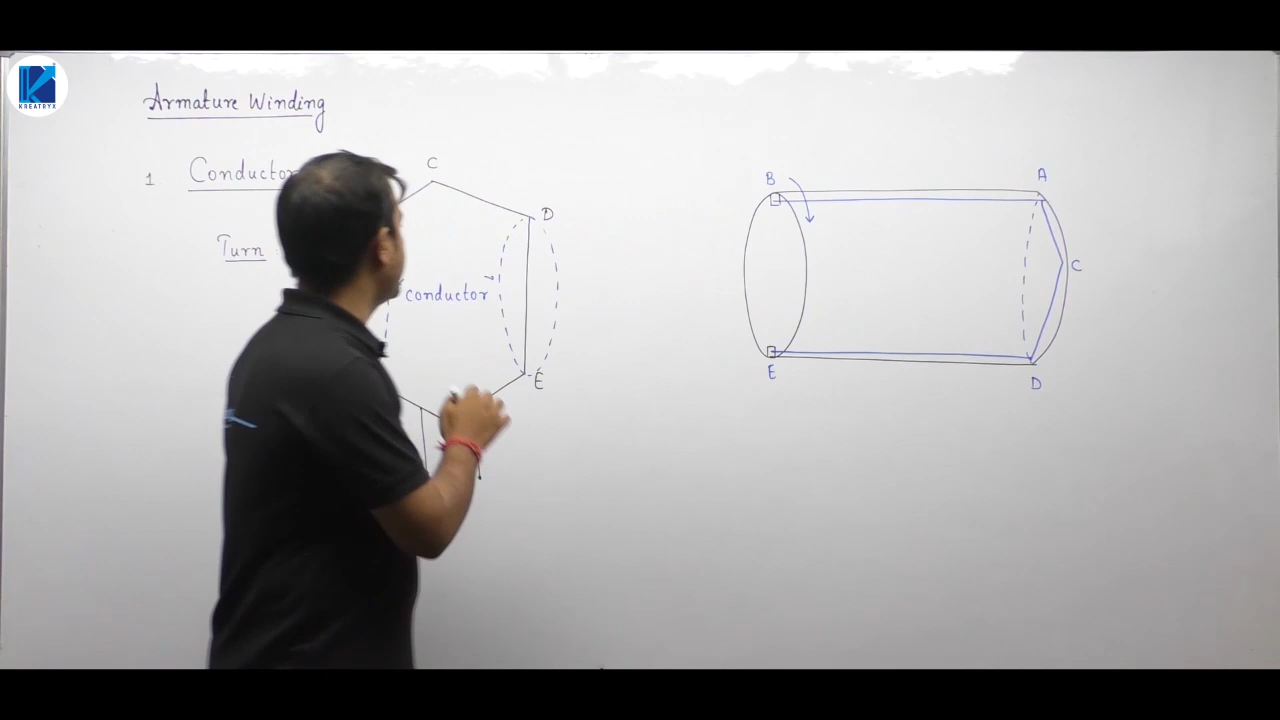 KREATRYX
Armature Winding
1 Conductor
Turn
C
D
conductor
E
B
A
C
E
D